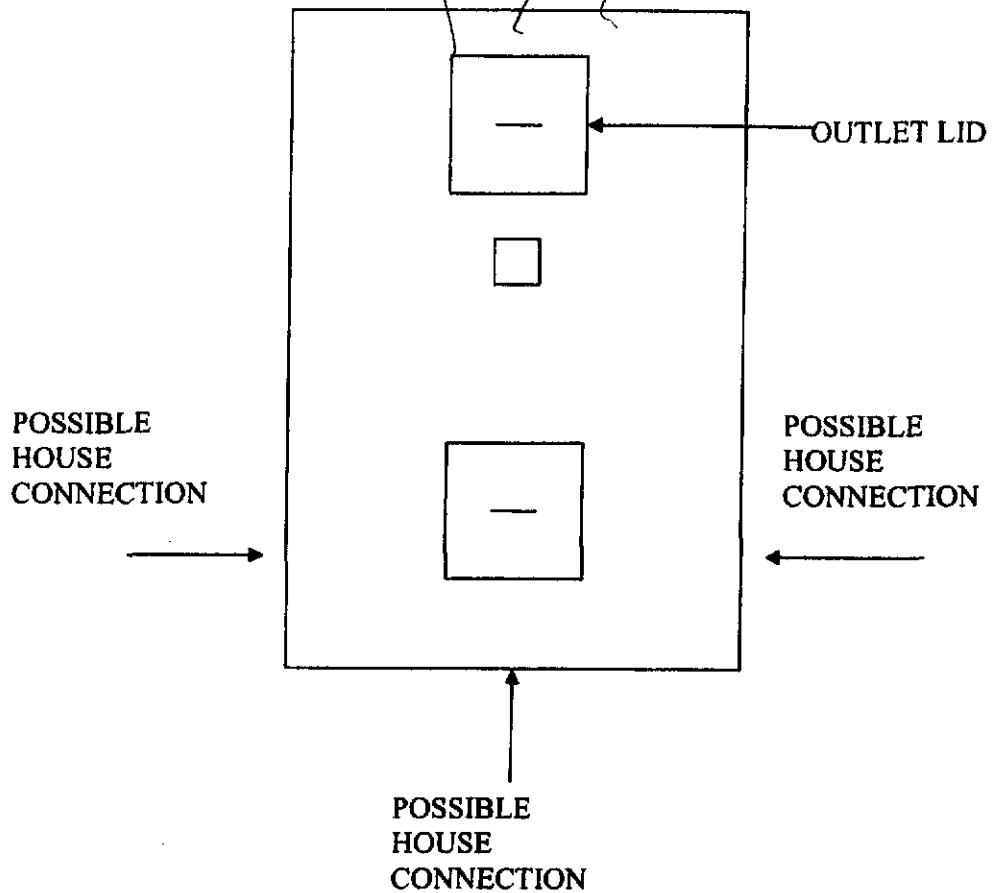 OUTLET LID
POSSIBLE
HOUSE
CONNECTION
POSSIBLE
HOUSE
CONNECTION
POSSIBLE
HOUSE
CONNECTION